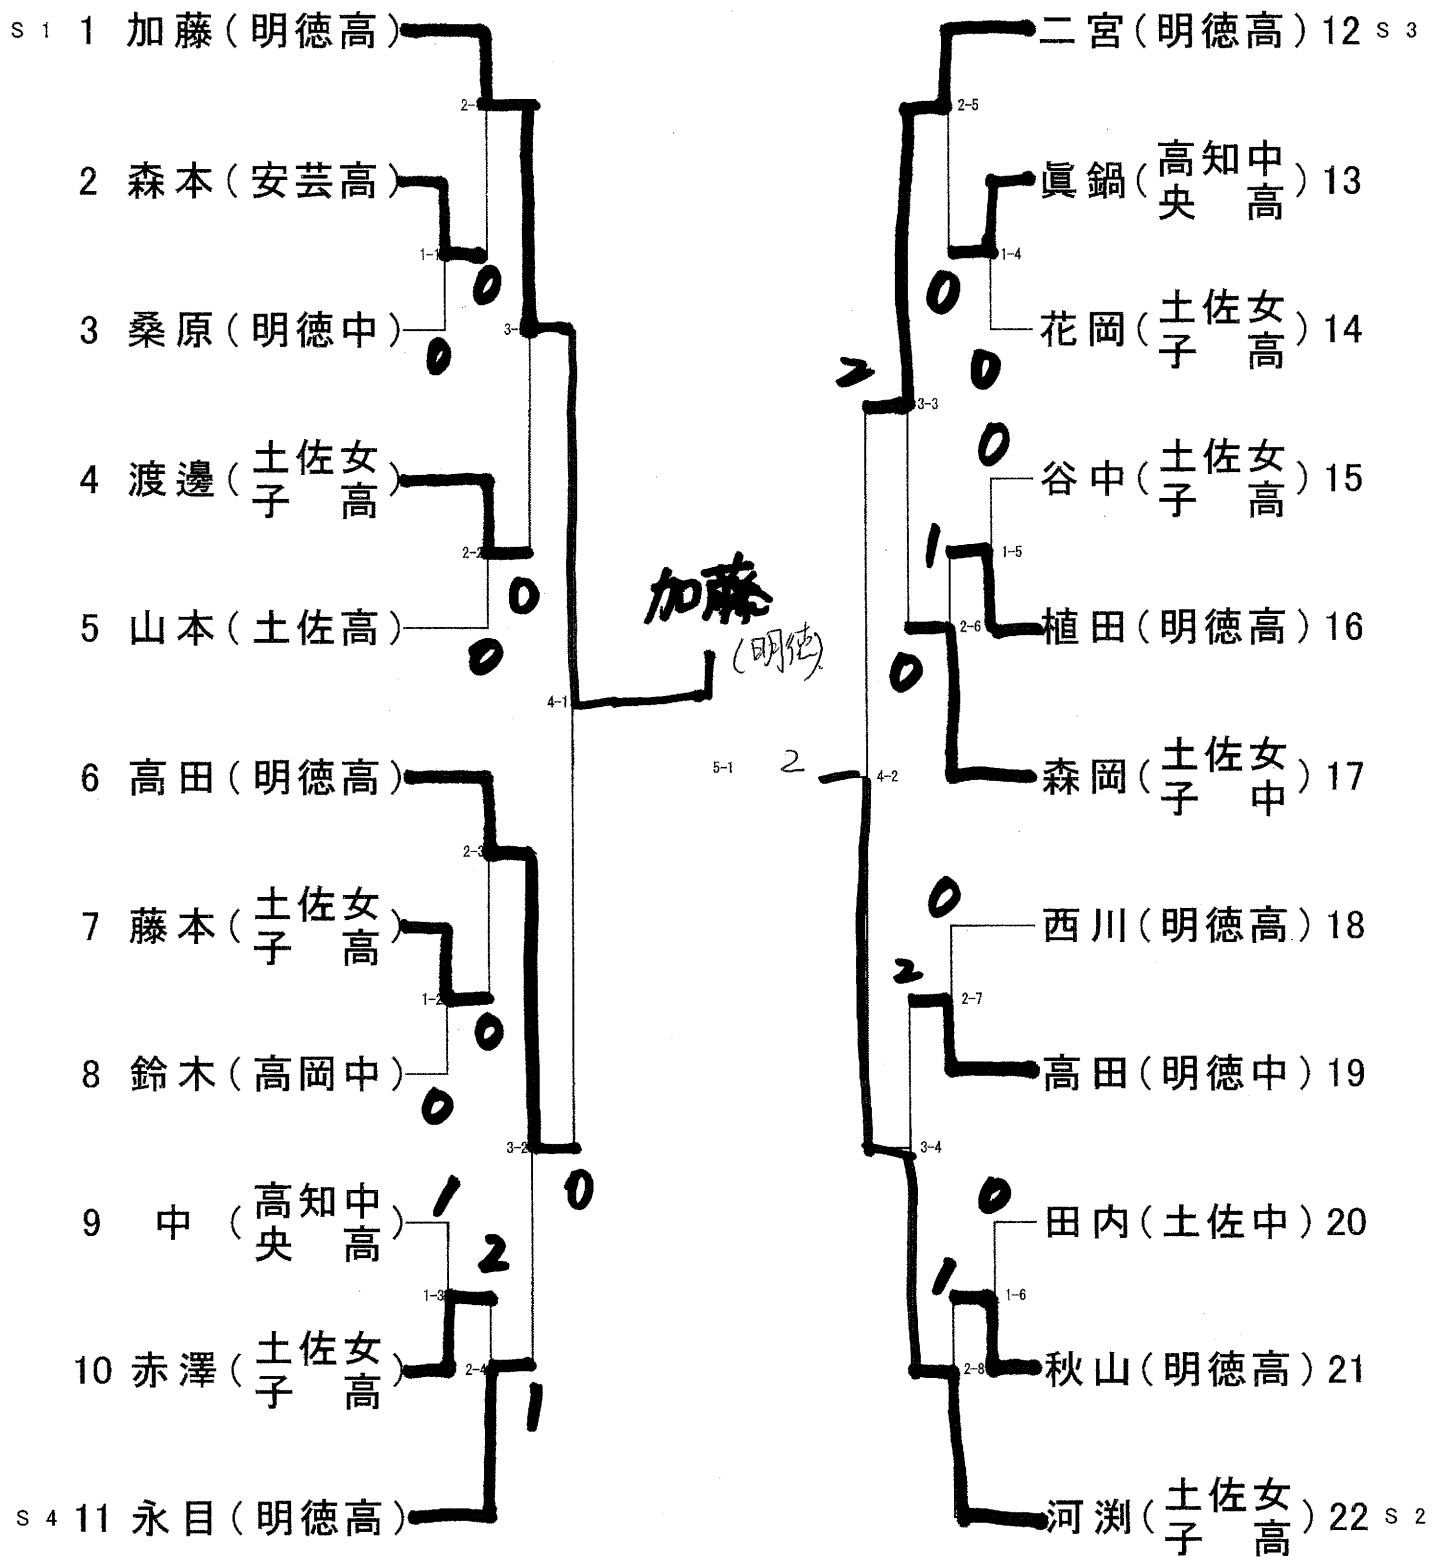 S 1 1 加藤(明徳高)
2-
2 森本(安芸高)
1-1
0
3 桑原(明徳中)
0
3-
4 渡邊(土佐女子高)
2-2
0
5 山本(土佐高)
0
4-1
6 高田(明徳高)
2-3
7 藤本(土佐女子高)
1-2
0
8 鈴木(高岡中)
0
3-2
0
9 中(高知中央高)
1
2
1-3
10 赤澤(土佐女子高)
2-4
1
S 4 11 永目(明徳高)
加藤
(明徳)
5-1
2
二宮(明徳高)12 S 3
2-5
眞鍋(高知中央高)13
1-4
0
花岡(土佐女子高)14
0
2
3-3
0
谷中(土佐女子高)15
1
1-5
植田(明徳高)16
2-6
0
森岡(土佐女子中)17
4-2
0
西川(明徳高)18
2
2-7
高田(明徳中)19
3-4
0
田内(土佐中)20
1
1-6
秋山(明徳高)21
2-8
河渕(土佐女子高)22 S 2